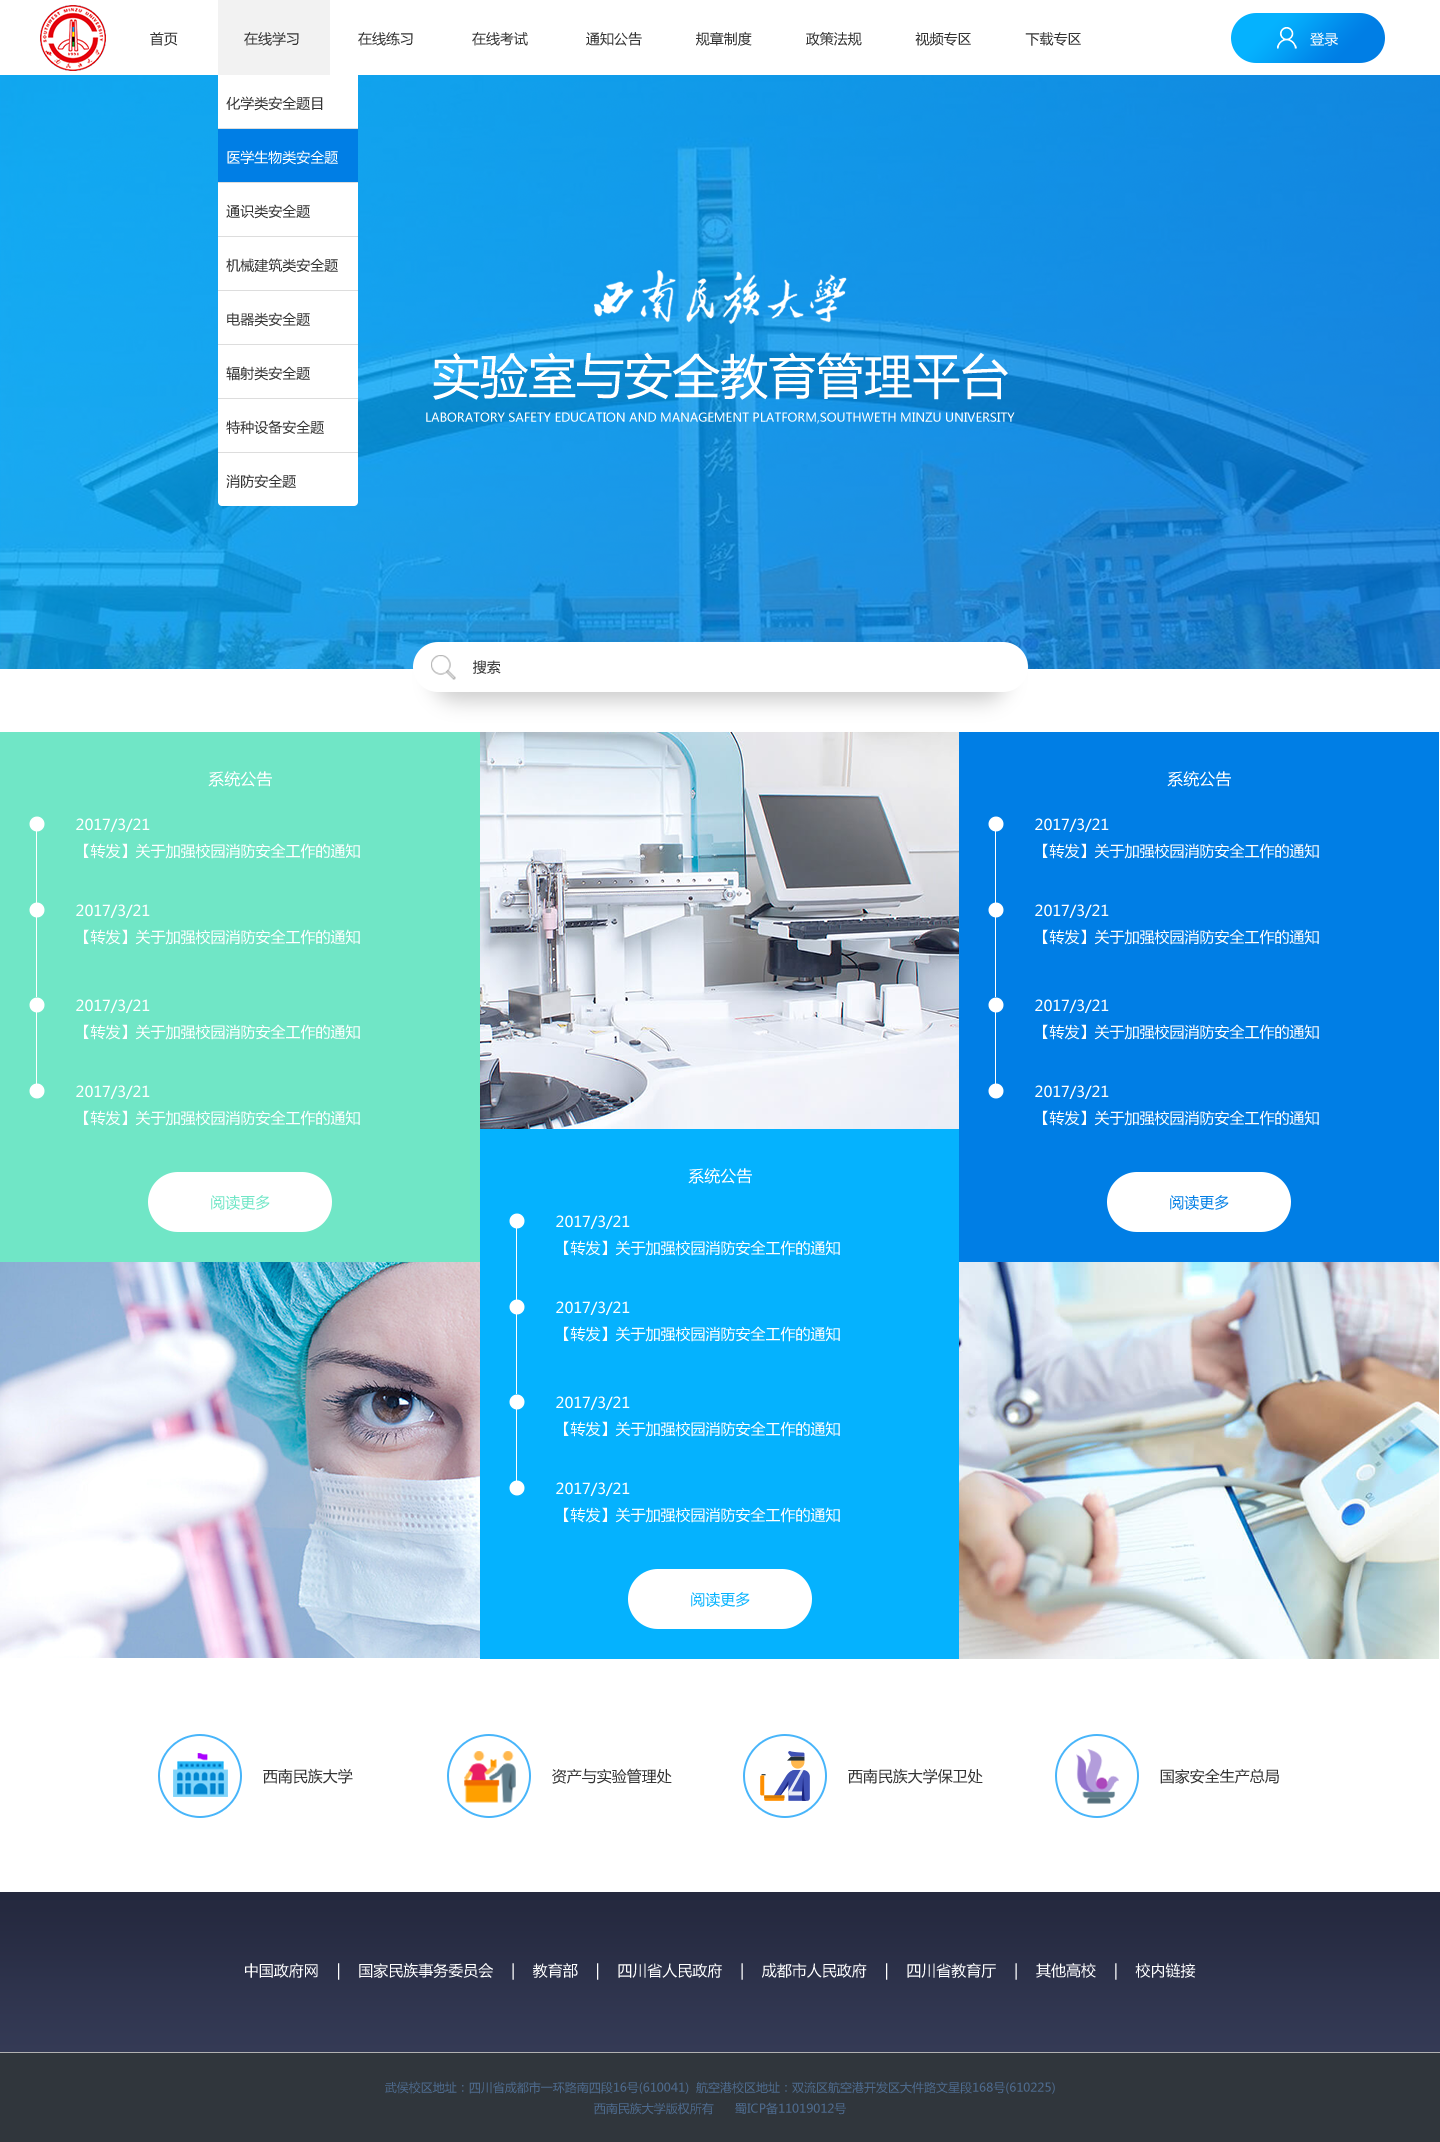 首页 在线学习 在线练习 在线考试 通知公告 规章制度 政策法规 视频专区 下载专区 登录
化学类安全题目
医学生物类安全题
通识类安全题
机械建筑类安全题
电器类安全题
辐射类安全题
特种设备安全题
消防安全题
西南民族大學
实验室与安全教育管理平台
LABORATORY SAFETY EDUCATION AND MANAGEMENT PLATFORM,SOUTHWETH MINZU UNIVERSITY
搜索
系统公告
2017/3/21
【转发】关于加强校园消防安全工作的通知
2017/3/21
【转发】关于加强校园消防安全工作的通知
2017/3/21
【转发】关于加强校园消防安全工作的通知
2017/3/21
【转发】关于加强校园消防安全工作的通知
阅读更多
系统公告
2017/3/21
【转发】关于加强校园消防安全工作的通知
2017/3/21
【转发】关于加强校园消防安全工作的通知
2017/3/21
【转发】关于加强校园消防安全工作的通知
2017/3/21
【转发】关于加强校园消防安全工作的通知
阅读更多
系统公告
2017/3/21
【转发】关于加强校园消防安全工作的通知
2017/3/21
【转发】关于加强校园消防安全工作的通知
2017/3/21
【转发】关于加强校园消防安全工作的通知
2017/3/21
【转发】关于加强校园消防安全工作的通知
阅读更多
西南民族大学 资产与实验管理处 西南民族大学保卫处 国家安全生产总局
中国政府网 | 国家民族事务委员会 | 教育部 | 四川省人民政府 | 成都市人民政府 | 四川省教育厅 | 其他高校 | 校内链接
武侯校区地址：四川省成都市一环路南四段16号(610041) 航空港校区地址：双流区航空港开发区大件路文星段168号(610225)
西南民族大学版权所有 蜀ICP备11019012号